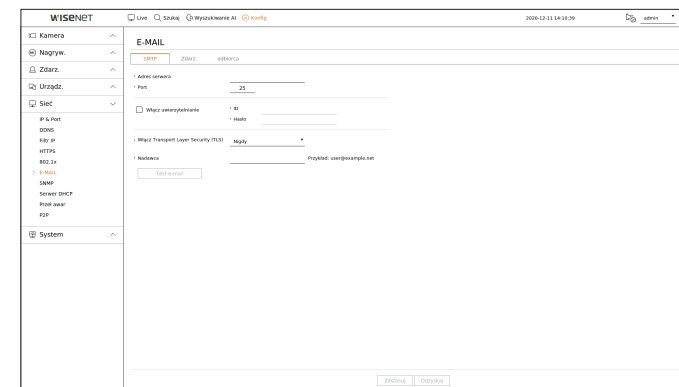 WISENET
Live Szukaj Wyszukiwanie AI Konfig 2020-12-11 14:10:39 admin
Kamera
Nagryw.
Zdarz.
Urządz.
Sieć
IP & Port
DDNS
Filtr IP
HTTPS
802.1x
E-MAIL
SNMP
Serwer DHCP
Przeł awar
P2P
System
E-MAIL
SMTP Zdarz. odbiorca
Adres serwera
Port 25
Włącz uwierzytelnianie ID
Hasło
Włącz Transport Layer Security (TLS) Nigdy
Nadawca Przykład: user@example.net
Test e-mail
Zastosuj Odzyskaj